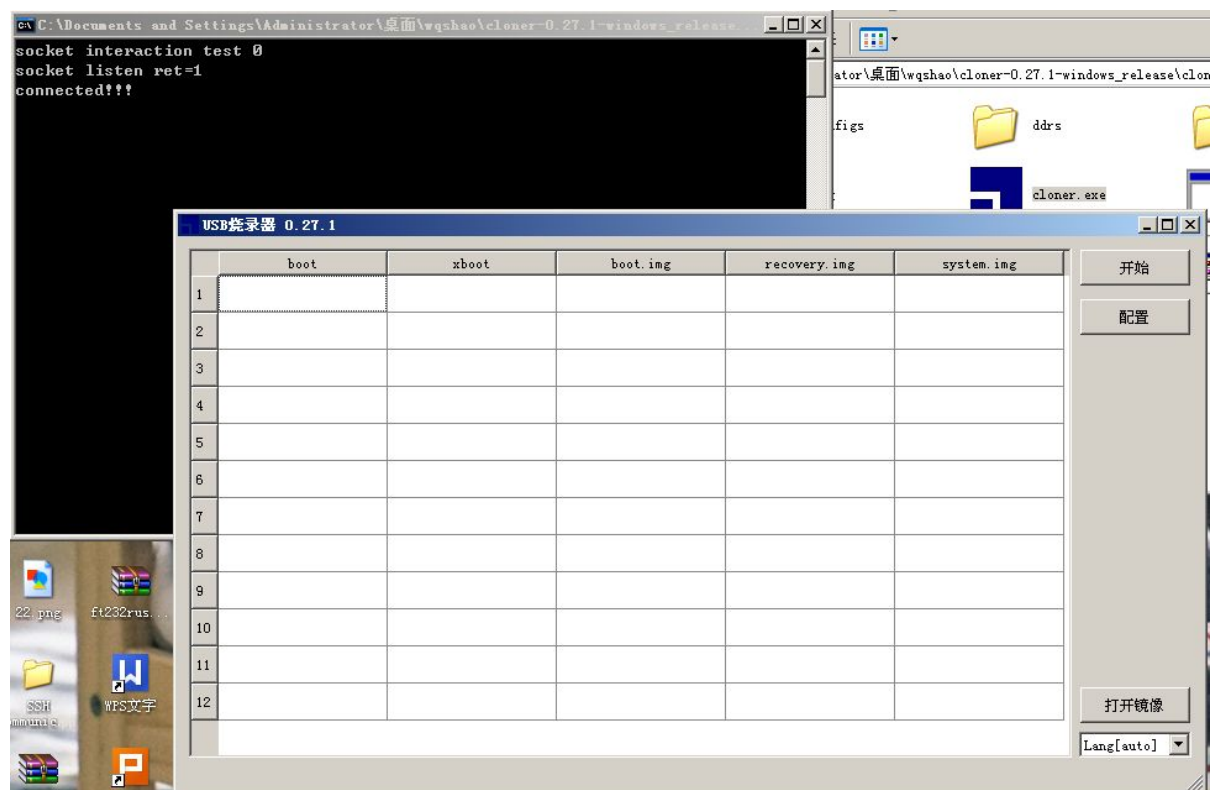 C:\Documents and Settings\Administrator\桌面\wqshao\cloner-0.27.1-windows_release...
socket interaction test 0
socket listen ret=1
connected!!!
ator\桌面\wqshao\cloner-0.27.1-windows_release\clon
figs
ddrs
cloner.exe
USB烧录器 0.27.1
boot xboot boot.img recovery.img system.img
开始
配置
1
2
3
4
5
6
7
8
9
10
11
12
打开镜像
Lang[auto]
22.png
ft232rus...
SSH
mmunic...
WPS文字